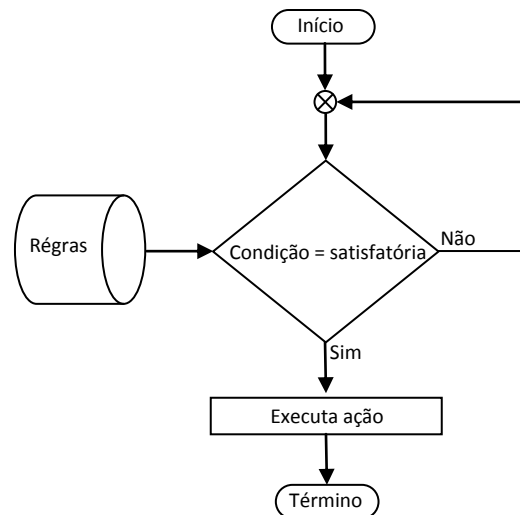 Início
Régras
Condição = satisfatória
Não
Sim
Executa ação
Término